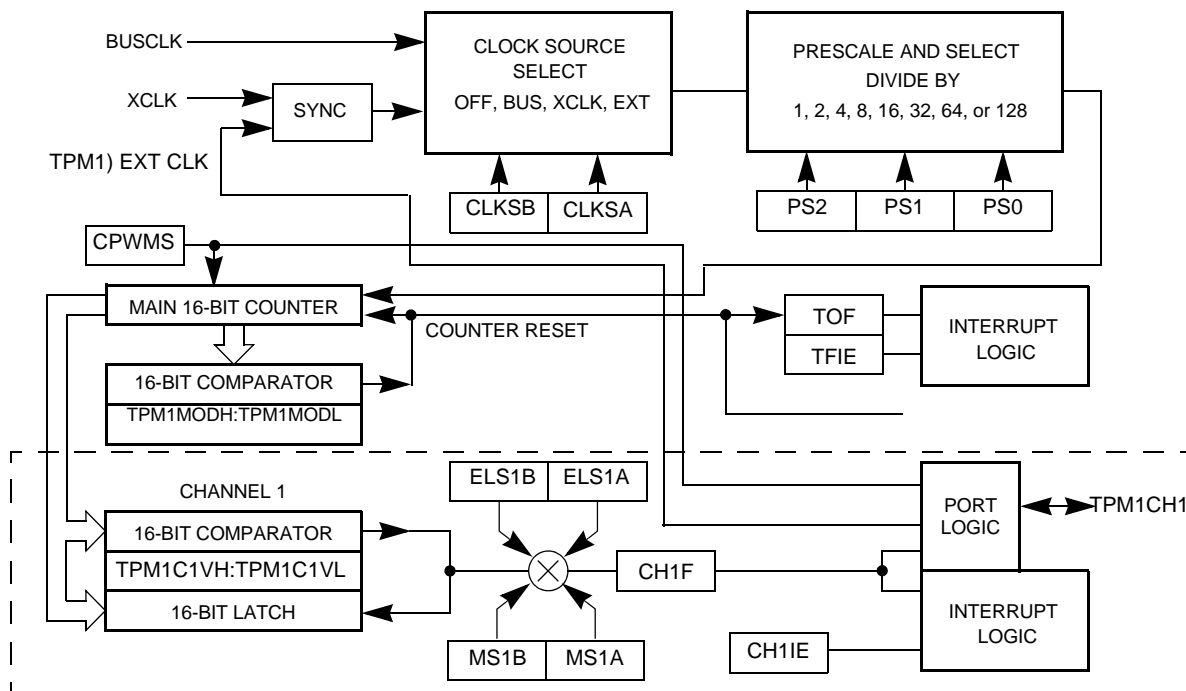 BUSCLK
XCLK
SYNC
TPM1) EXT CLK
CLOCK SOURCE
SELECT
OFF, BUS, XCLK, EXT
PRESCALE AND SELECT
DIVIDE BY
1, 2, 4, 8, 16, 32, 64, or 128
CLKSB
CLKSA
PS2
PS1
PS0
CPWMS
MAIN 16-BIT COUNTER
COUNTER RESET
TOF
TFIE
INTERRUPT
LOGIC
16-BIT COMPARATOR
TPM1MODH:TPM1MODL
CHANNEL 1
ELS1B
ELS1A
16-BIT COMPARATOR
TPM1C1VH:TPM1C1VL
16-BIT LATCH
CH1F
PORT
LOGIC
TPM1CH1
INTERRUPT
LOGIC
MS1B
MS1A
CH1IE